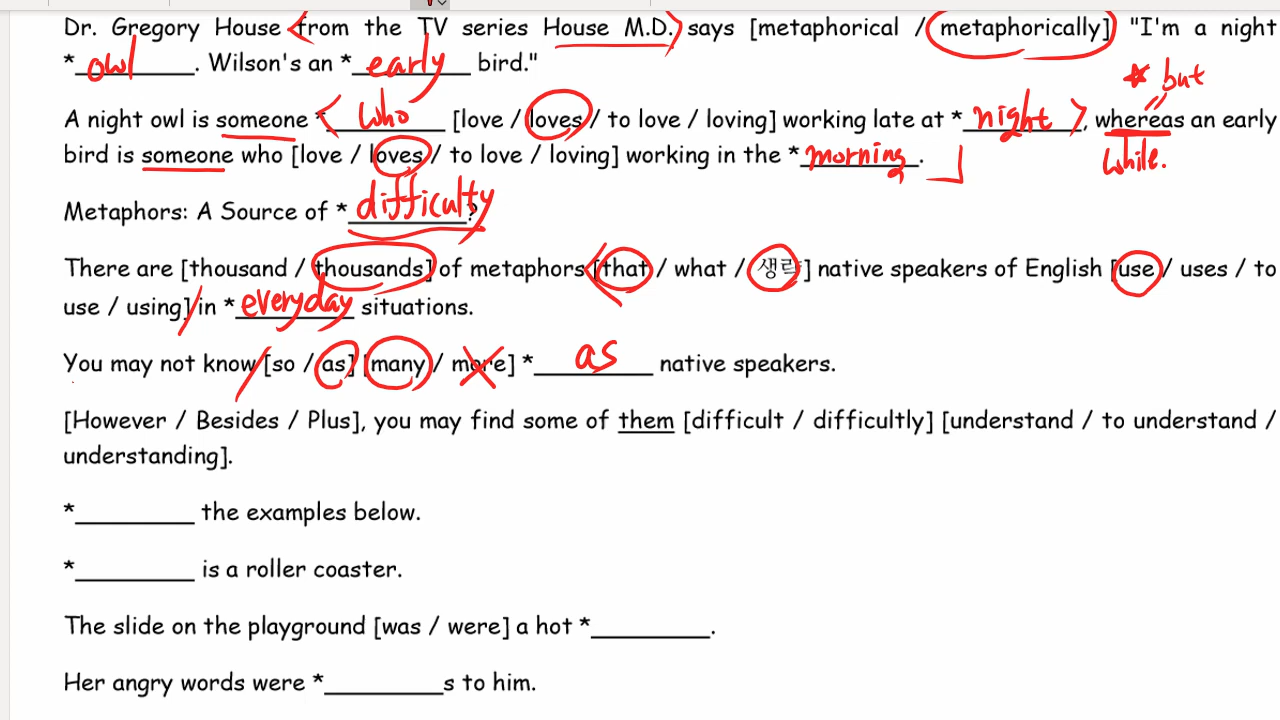 Dr. Gregory House <from the TV series House M.D.> says [metaphorical / metaphorically] "I'm a night
*owl. Wilson's an *early bird."
* but
A night owl is someone *<who [love / loves / to love / loving] working late at *night>, whereas an early
bird is someone who [love / loves / to love / loving] working in the *morning. while.
Metaphors: A Source of *difficulty?
There are [thousand / thousands] of metaphors <[that / what / 생략] native speakers of English [use / uses / to
use / using]/in *everyday situations.
You may not know/[so / as] [many / more] *as native speakers.
[However / Besides / Plus], you may find some of them [difficult / difficultly] [understand / to understand /
understanding].
*__________ the examples below.
*__________ is a roller coaster.
The slide on the playground [was / were] a hot *__________.
Her angry words were *__________s to him.